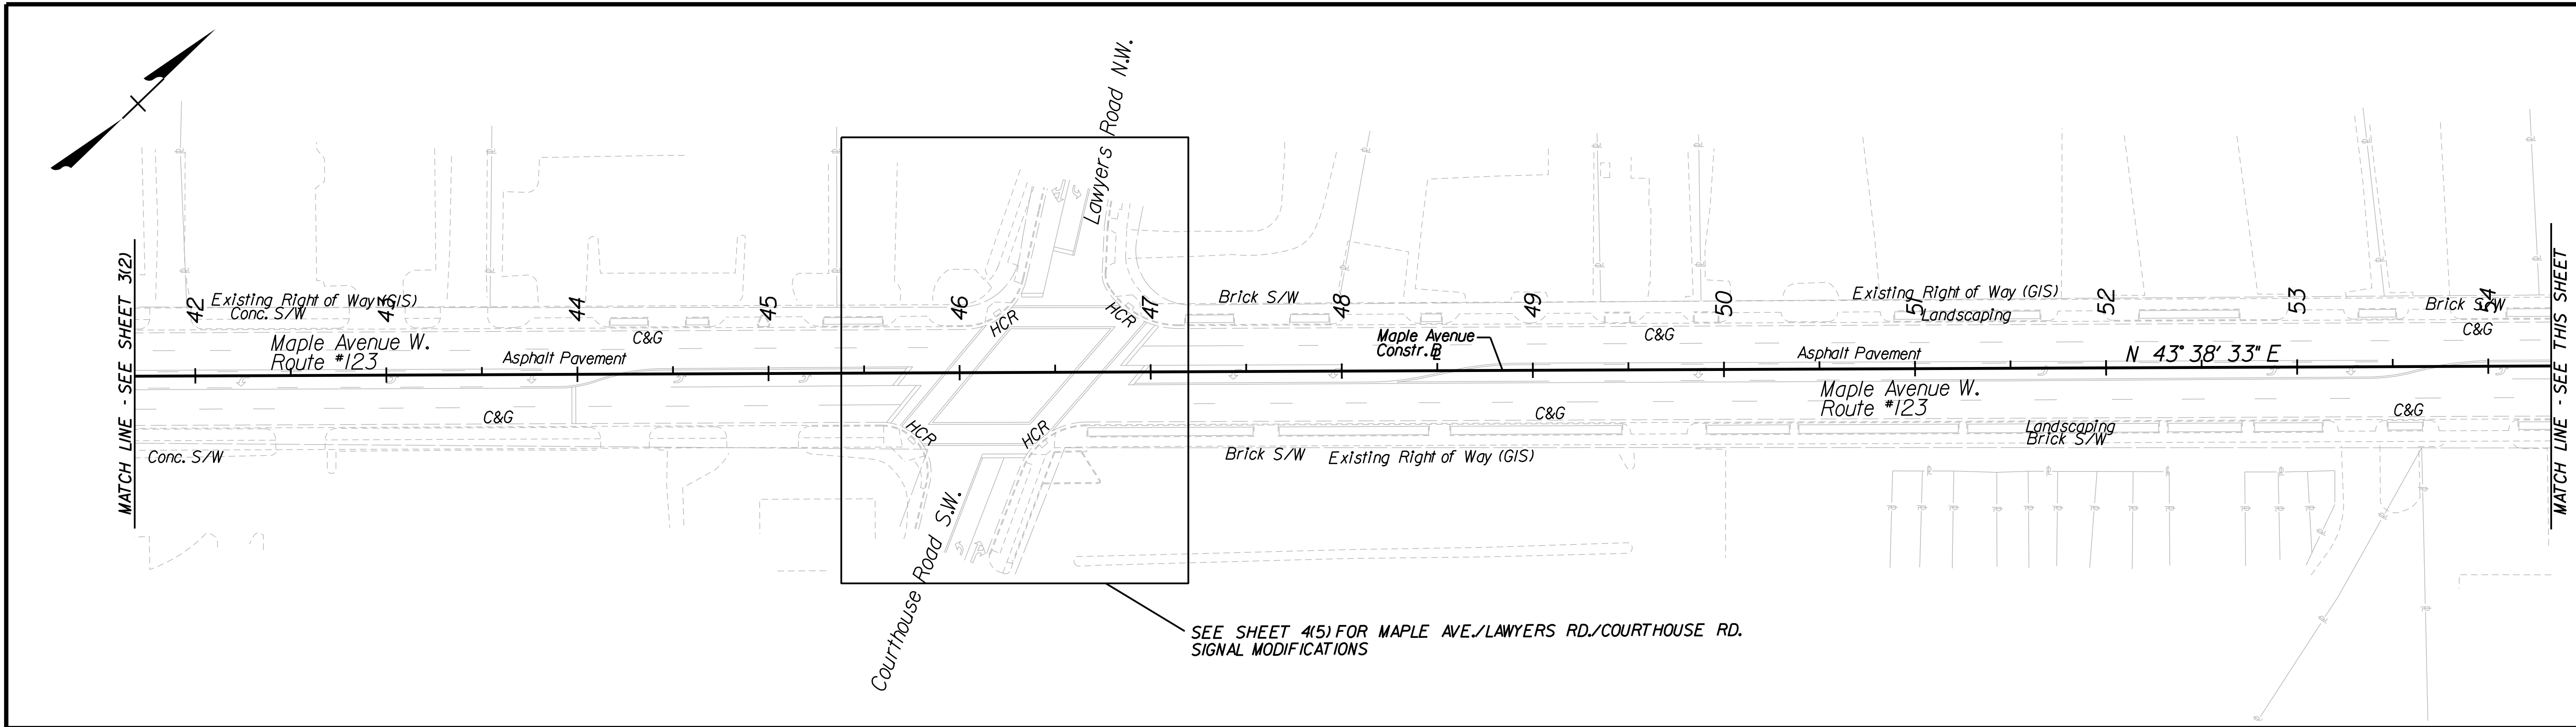 Lawyers Road N.W.
MATCH LINE - SEE SHEET 3(2)
42
Existing Right of Way (GIS)
Conc. S/W
43
44
45
46
47
Brick S/W
48
49
50
Existing Right of Way (GIS)
51
Landscaping
52
53
Brick S/W
54
C&G
HCR
HCR
Maple Avenue W.
Route #123
C&G
Asphalt Pavement
Maple Avenue
Constr. BL
C&G
Asphalt Pavement
N 43° 38' 33" E
MATCH LINE - SEE THIS SHEET
Maple Avenue W.
Route #123
C&G
C&G
C&G
HCR
HCR
Landscaping
Brick S/W
Conc. S/W
Brick S/W
Existing Right of Way (GIS)
Courthouse Road S.W.
SEE SHEET 4(5) FOR MAPLE AVE./LAWYERS RD./COURTHOUSE RD.
SIGNAL MODIFICATIONS